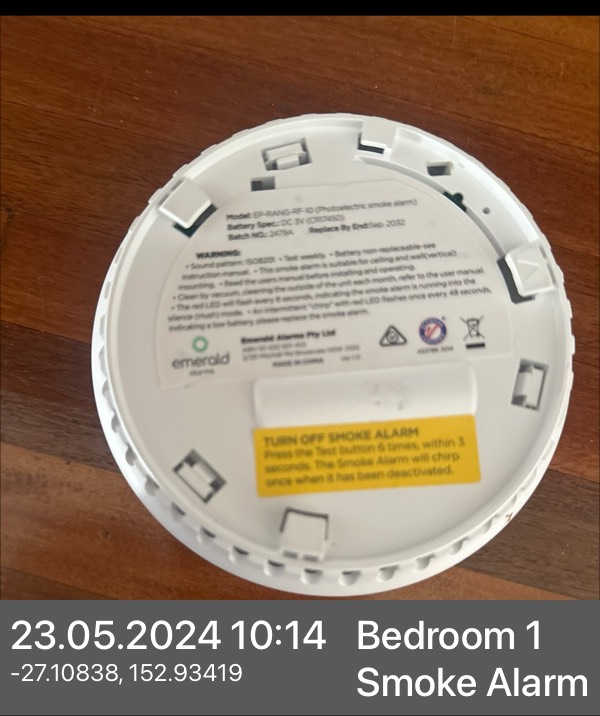 Model: EP-RANG-RF-10 (Photoelectric smoke alarm)
Battery Spec.: DC 3V (CR17450)
Batch NO.: 2479A Replace By End:Sep. 2032
WARNING:
• Sound pattern: ISO8201 • Test weekly • Battery non-replaceable-see
instruction manual. • This smoke alarm is suitable for ceiling and wall(vertical)
mounting. • Read the user manual before installing and operating.
• Clean by vacuum, cleaning the outside of the unit each month, refer to the user manual.
• The red LED will flash every 8 seconds, indicating the smoke alarm is running into the
silence (Hush) mode. • An intermittent "chirp" with red LED flashes once every 48 seconds,
indicating a low battery, please replace the smoke alarm.
emerald
alarms
Emerald Alarms Pty Ltd
MADE IN CHINA
TURN OFF SMOKE ALARM
Press the Test button 6 times, within 3
seconds. The Smoke Alarm will chirp
once when it has been deactivated.
23.05.2024 10:14
-27.10838, 152.93419
Bedroom 1
Smoke Alarm